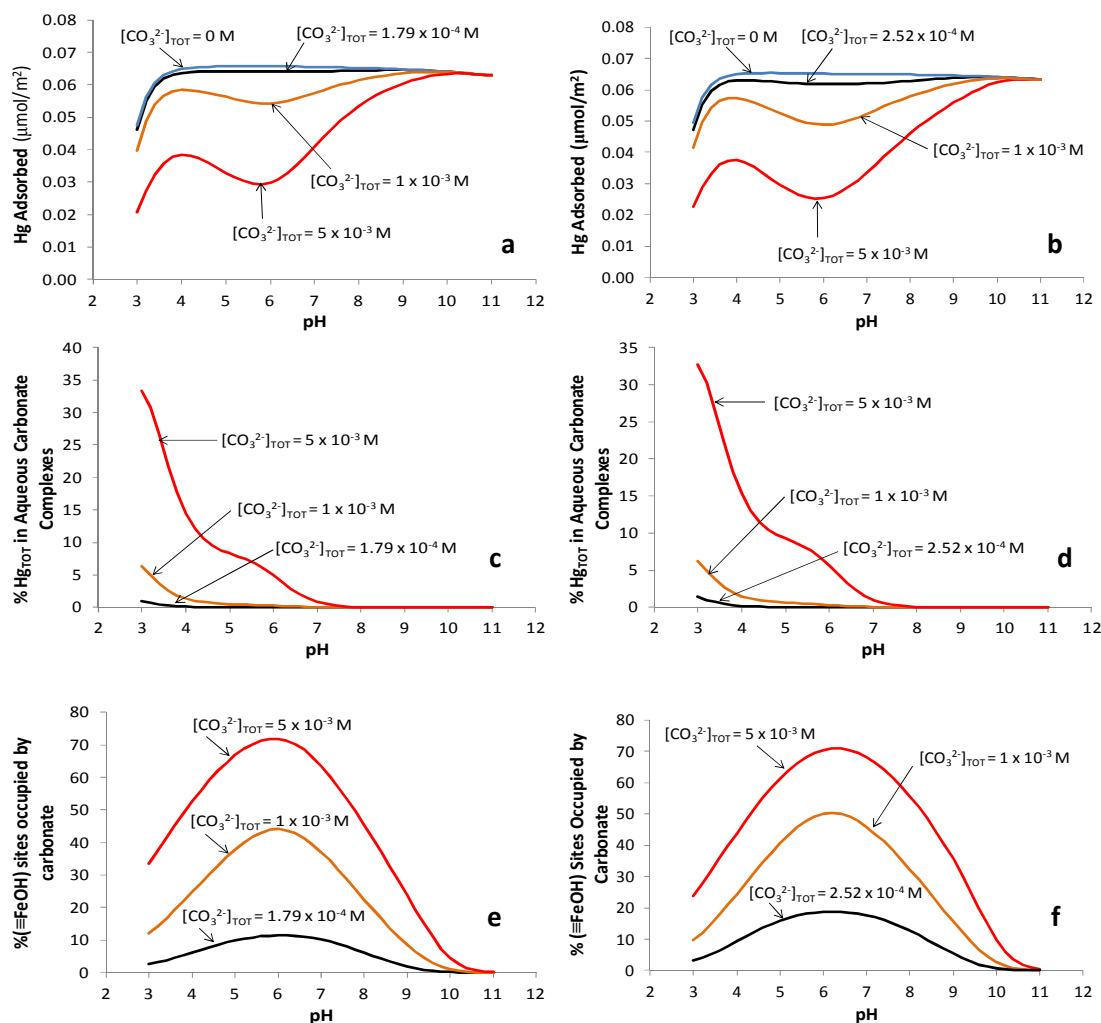 [CO₃²⁻]TOT = 0 M
[CO₃²⁻]TOT = 1.79 x 10⁻⁴ M
0.08
0.07
0.06
0.05
0.04
0.03
0.02
0.01
0.00
Hg Adsorbed (μmol/m²)
[CO₃²⁻]TOT = 1 x 10⁻³ M
[CO₃²⁻]TOT = 5 x 10⁻³ M
a
2 3 4 5 6 7 8 9 10 11 12
pH
[CO₃²⁻]TOT = 0 M
[CO₃²⁻]TOT = 2.52 x 10⁻⁴ M
0.08
0.07
0.06
0.05
0.04
0.03
0.02
0.01
0.00
Hg Adsorbed (μmol/m²)
[CO₃²⁻]TOT = 1 x 10⁻³ M
[CO₃²⁻]TOT = 5 x 10⁻³ M
b
2 3 4 5 6 7 8 9 10 11 12
pH
40
35
30
25
20
15
10
5
0
% HgTOT in Aqueous Carbonate
Complexes
[CO₃²⁻]TOT = 5 x 10⁻³ M
[CO₃²⁻]TOT = 1 x 10⁻³ M
[CO₃²⁻]TOT = 1.79 x 10⁻⁴ M
c
2 3 4 5 6 7 8 9 10 11 12
pH
35
30
25
20
15
10
5
0
% HgTOT in Aqueous Carbonate
Complexes
[CO₃²⁻]TOT = 5 x 10⁻³ M
[CO₃²⁻]TOT = 1 x 10⁻³ M
[CO₃²⁻]TOT = 2.52 x 10⁻⁴ M
d
2 3 4 5 6 7 8 9 10 11 12
pH
80
70
60
50
40
30
20
10
0
%(≡FeOH) Sites occupied by
carbonate
[CO₃²⁻]TOT = 5 x 10⁻³ M
[CO₃²⁻]TOT = 1 x 10⁻³ M
[CO₃²⁻]TOT = 1.79 x 10⁻⁴ M
e
2 3 4 5 6 7 8 9 10 11 12
pH
80
70
60
50
40
30
20
10
0
% (≡FeOH) Sites Occupied by
Carbonate
[CO₃²⁻]TOT = 5 x 10⁻³ M
[CO₃²⁻]TOT = 1 x 10⁻³ M
[CO₃²⁻]TOT = 2.52 x 10⁻⁴ M
f
2 3 4 5 6 7 8 9 10 11 12
pH